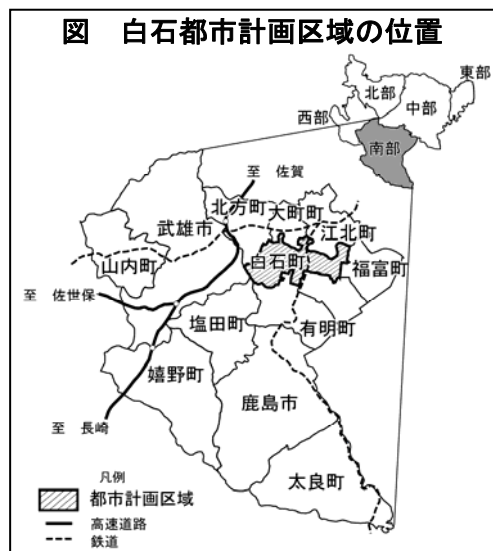 図 白石都市計画区域の位置
東部
北部
中部
西部
南部
至 佐賀
北方町
大町町
武雄市
江北町
白石町
山内町
福富町
至 佐世保
塩田町
有明町
嬉野町
鹿島市
至 長崎
太良町
凡例
都市計画区域
高速道路
鉄道